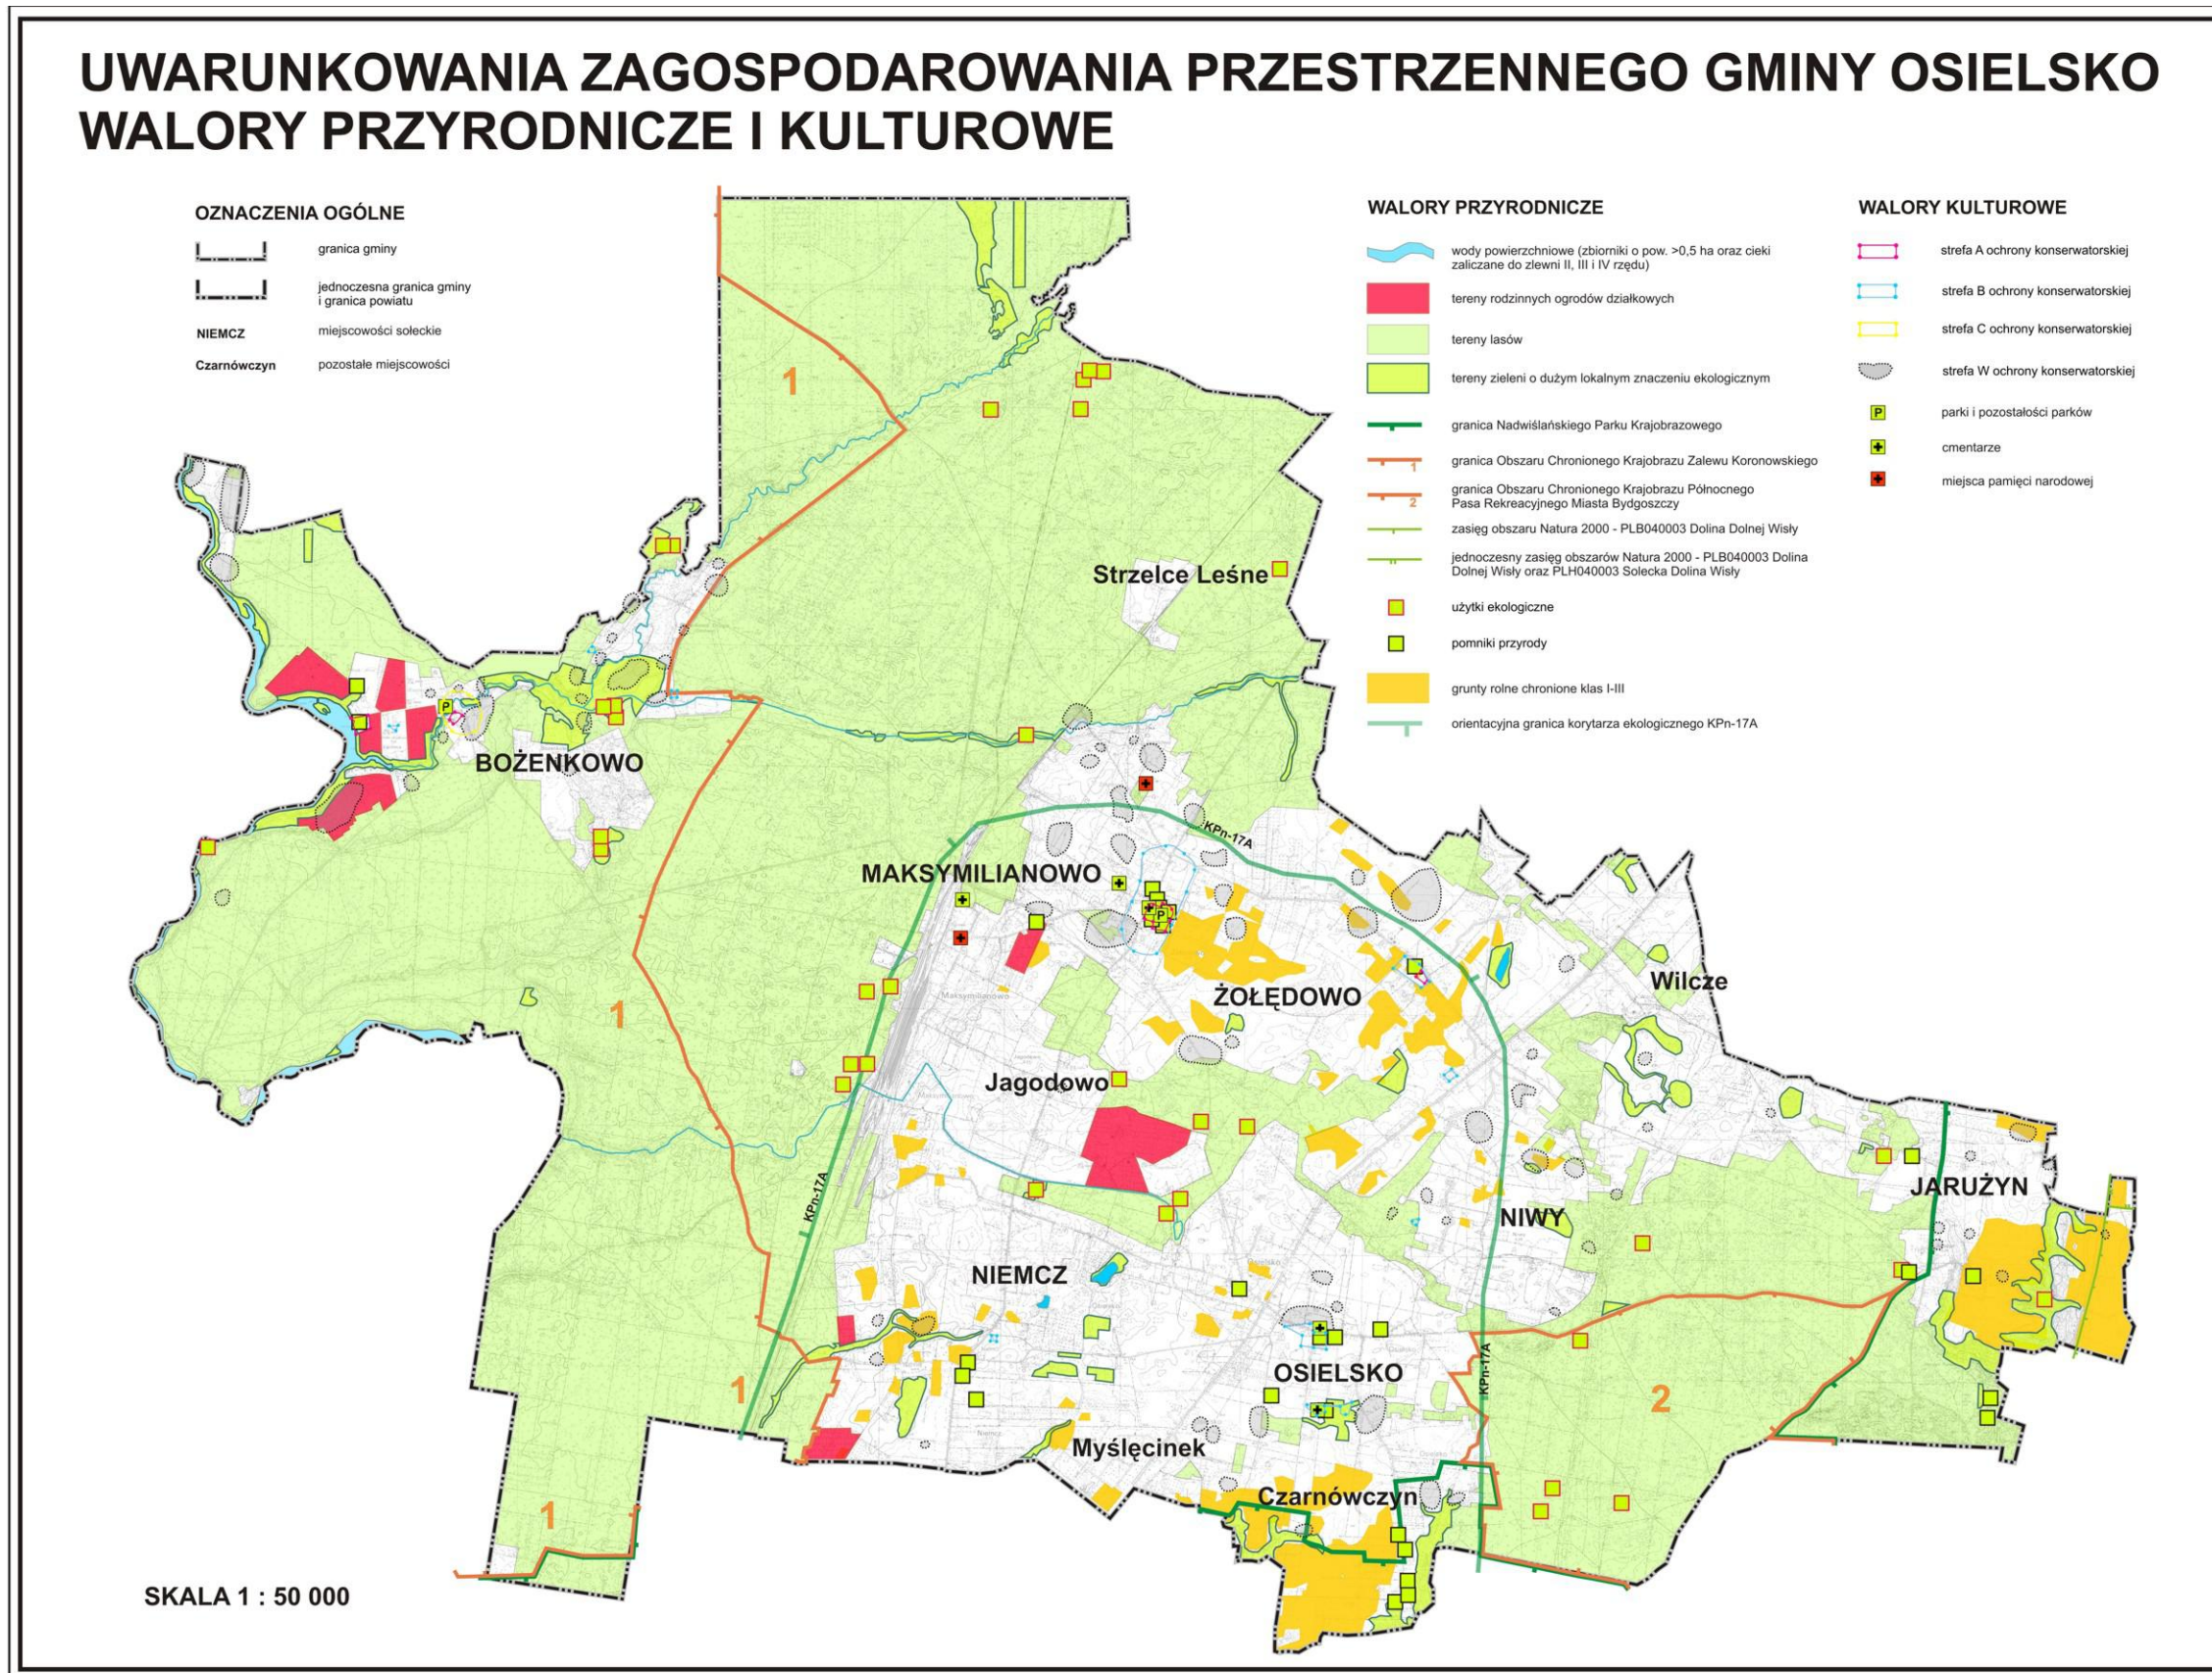 UWARUNKOWANIA ZAGOSPODAROWANIA PRZESTRZENNEGO GMINY OSIELSKO
WALORY PRZYRODNICZE I KULTUROWE
OZNACZENIA OGÓLNE
granica gminy
jednoczesna granica gminy
i granica powiatu
NIEMCZ
miejscowości sołeckie
Czarnówczyn
pozostałe miejscowości
WALORY PRZYRODNICZE
wody powierzchniowe (zbiorniki o pow. >0,5 ha oraz cieki
zaliczane do zlewni II, III i IV rzędu)
tereny rodzinnych ogrodów działkowych
tereny lasów
tereny zieleni o dużym lokalnym znaczeniu ekologicznym
granica Nadwiślańskiego Parku Krajobrazowego
1
granica Obszaru Chronionego Krajobrazu Zalewu Koronowskiego
2
granica Obszaru Chronionego Krajobrazu Północnego
Pasa Rekreacyjnego Miasta Bydgoszczy
zasięg obszaru Natura 2000 - PLB040003 Dolina Dolnej Wisły
jednoczesny zasięg obszarów Natura 2000 - PLB040003 Dolina
Dolnej Wisły oraz PLH040003 Solecka Dolina Wisły
użytki ekologiczne
pomniki przyrody
grunty rolne chronione klas I-III
orientacyjna granica korytarza ekologicznego KPn-17A
WALORY KULTUROWE
strefa A ochrony konserwatorskiej
strefa B ochrony konserwatorskiej
strefa C ochrony konserwatorskiej
strefa W ochrony konserwatorskiej
P
parki i pozostałości parków
cmentarze
miejsca pamięci narodowej
1
Strzelce Leśne
P
BOŻENKOWO
KPn-17A
MAKSYMILIANOWO
P
Wilcze
Maksymilianowo
ŻOŁĘDOWO
1
Jagodowo
KPn-17A
JARUŻYN
NIWY
NIEMCZ
OSIELSKO
KPn-17A
1
2
Niemcz
Myślęcinek
Czarnówczyn
1
SKALA 1 : 50 000